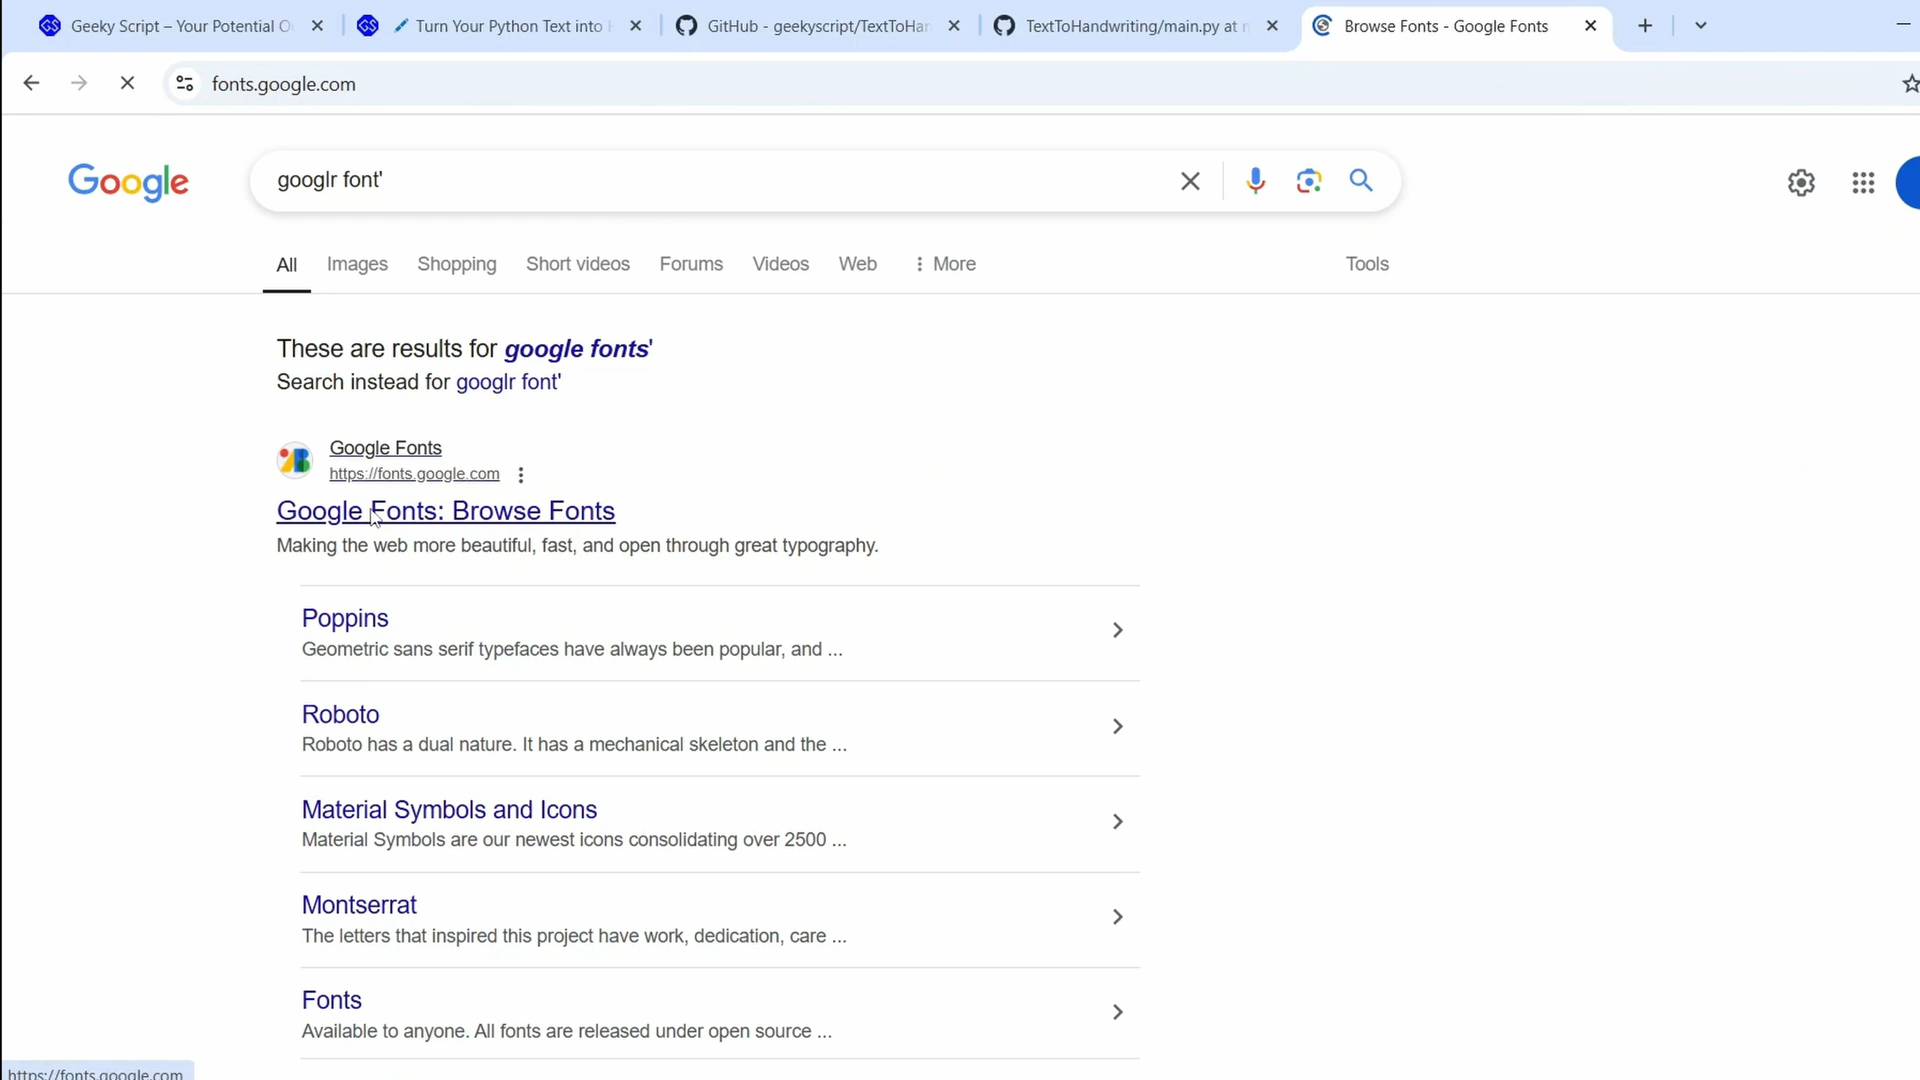 Geeky Script – Your Potential O
Turn Your Python Text into H
GitHub - geekyscript/TextToHan
TextToHandwriting/main.py at m
Browse Fonts - Google Fonts
fonts.google.com
Google
googlr font'
All
Images
Shopping
Short videos
Forums
Videos
Web
More
Tools
These are results for google fonts'
Search instead for googlr font'
Google Fonts
https://fonts.google.com
Google Fonts: Browse Fonts
Making the web more beautiful, fast, and open through great typography.
Poppins
Geometric sans serif typefaces have always been popular, and ...
Roboto
Roboto has a dual nature. It has a mechanical skeleton and the ...
Material Symbols and Icons
Material Symbols are our newest icons consolidating over 2500 ...
Montserrat
The letters that inspired this project have work, dedication, care ...
Fonts
Available to anyone. All fonts are released under open source ...
https://fonts.google.com